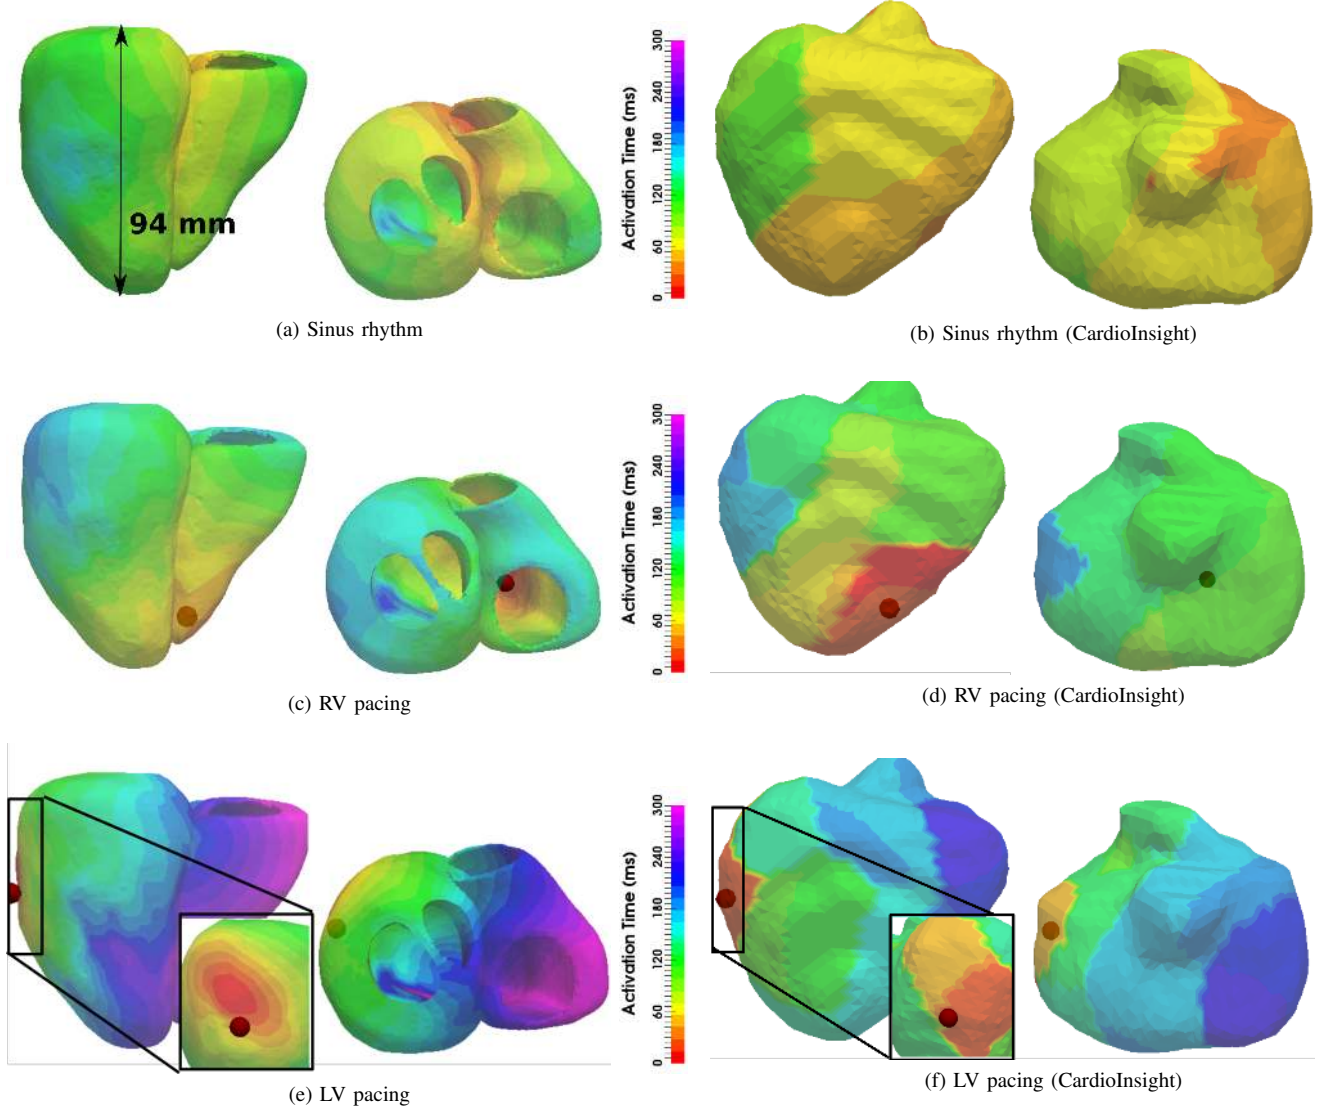 94 mm
Activation Time (ms)
300
240
180
120
60
0
(a) Sinus rhythm
(b) Sinus rhythm (CardioInsight)
Activation Time (ms)
300
240
180
120
60
0
(c) RV pacing
(d) RV pacing (CardioInsight)
Activation Time (ms)
300
240
180
120
60
0
(e) LV pacing
(f) LV pacing (CardioInsight)